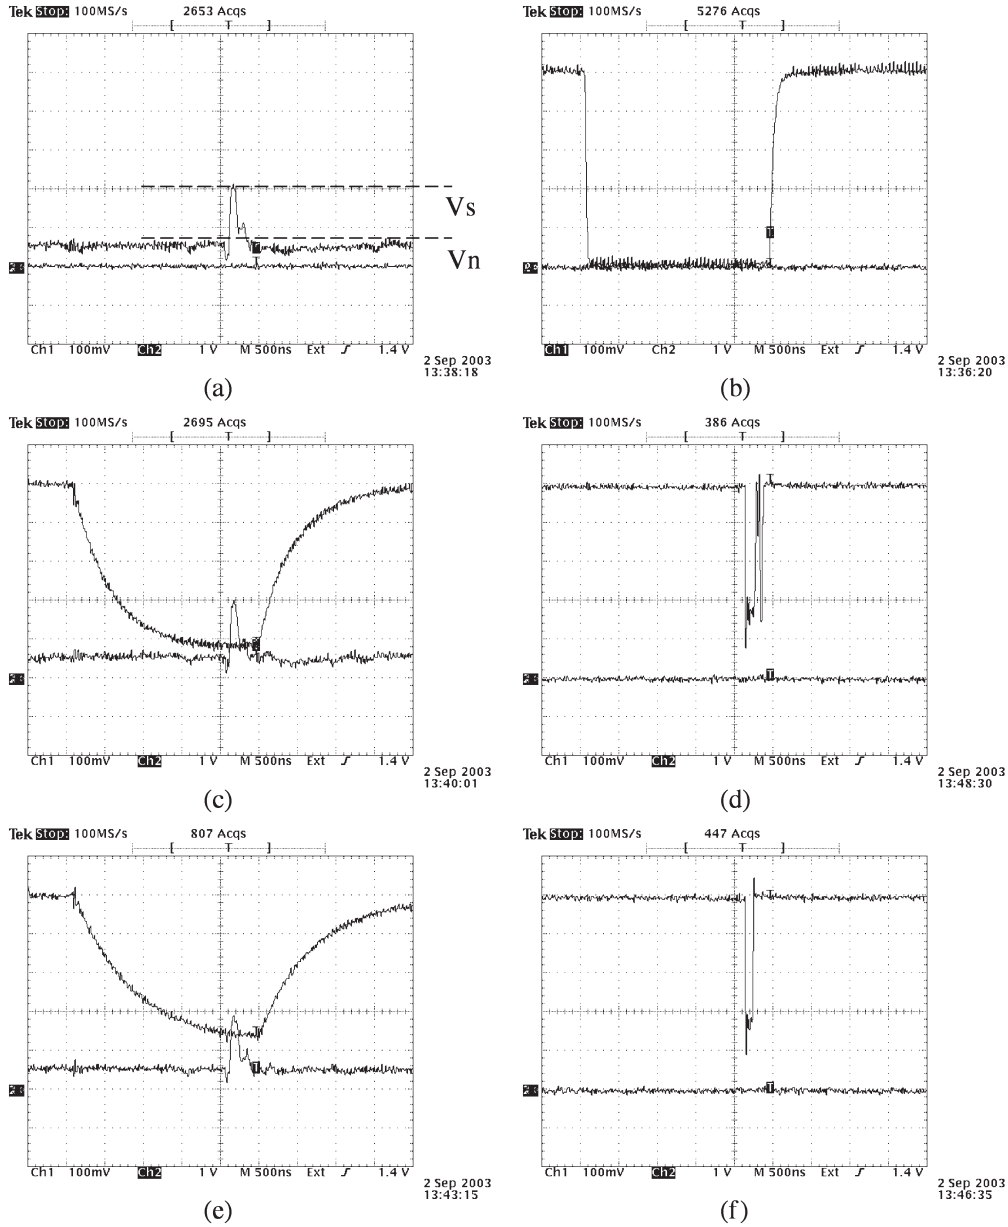 Tek Stop: 100MS/s 2653 Acqs
[ T ]
Vs
Vn
Ch1 100mV Ch2 1 V M 500ns Ext 1.4 V
2 Sep 2003
13:38:18
(a)
Tek Stop: 100MS/s 5276 Acqs
[ T ]
T
Ch1 100mV Ch2 1 V M 500ns Ext 1.4 V
2 Sep 2003
13:36:20
(b)
Tek Stop: 100MS/s 2695 Acqs
[ T ]
Ch1 100mV Ch2 1 V M 500ns Ext 1.4 V
2 Sep 2003
13:40:01
(c)
Tek Stop: 100MS/s 386 Acqs
[ T ]
T
Ch1 100mV Ch2 1 V M 500ns Ext 1.4 V
2 Sep 2003
13:48:30
(d)
Tek Stop: 100MS/s 807 Acqs
[ T ]
T
Ch1 100mV Ch2 1 V M 500ns Ext 1.4 V
2 Sep 2003
13:43:15
(e)
Tek Stop: 100MS/s 447 Acqs
[ T ]
T
Ch1 100mV Ch2 1 V M 500ns Ext 1.4 V
2 Sep 2003
13:46:35
(f)